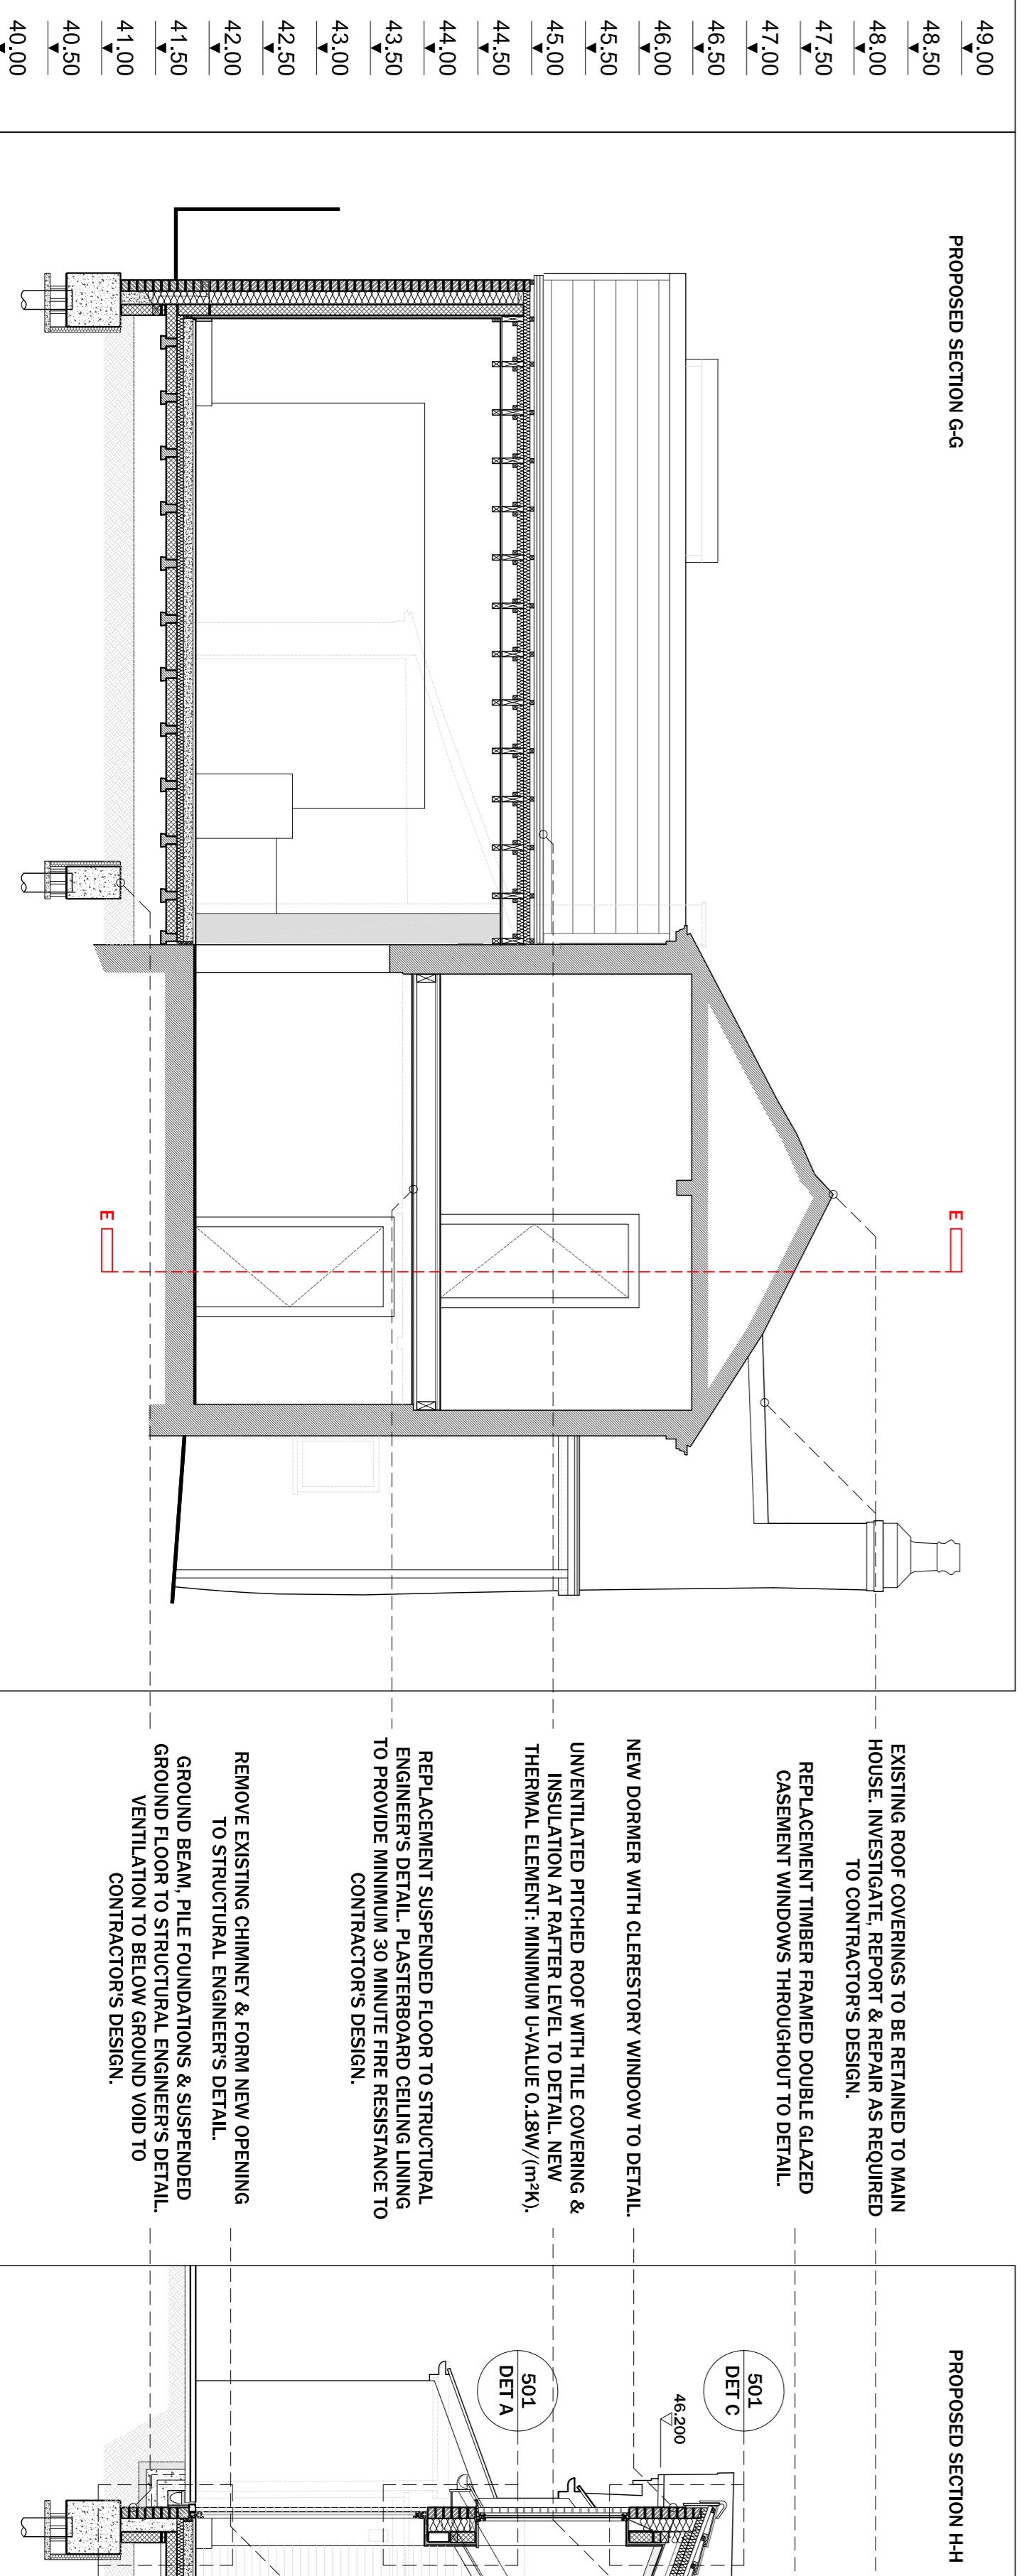 49.00
48.50
48.00
47.50
47.00
46.50
46.00
45.50
45.00
44.50
44.00
43.50
43.00
42.50
42.00
41.50
41.00
40.50
40.00
PROPOSED SECTION G-G
E
E
EXISTING ROOF COVERINGS TO BE RETAINED TO MAIN
HOUSE. INVESTIGATE, REPORT & REPAIR AS REQUIRED
TO CONTRACTOR'S DESIGN.
REPLACEMENT TIMBER FRAMED DOUBLE GLAZED
CASEMENT WINDOWS THROUGHOUT TO DETAIL.
NEW DORMER WITH CLERESTORY WINDOW TO DETAIL.
UNVENTILATED PITCHED ROOF WITH TILE COVERING &
INSULATION AT RAFTER LEVEL TO DETAIL. NEW
THERMAL ELEMENT: MINIMUM U-VALUE 0.18W/(m²K).
REPLACEMENT SUSPENDED FLOOR TO STRUCTURAL
ENGINEER'S DETAIL. PLASTERBOARD CEILING LINING
TO PROVIDE MINIMUM 30 MINUTE FIRE RESISTANCE TO
CONTRACTOR'S DESIGN.
REMOVE EXISTING CHIMNEY & FORM NEW OPENING
TO STRUCTURAL ENGINEER'S DETAIL.
GROUND BEAM, PILE FOUNDATIONS & SUSPENDED
GROUND FLOOR TO STRUCTURAL ENGINEER'S DETAIL.
VENTILATION TO BELOW GROUND VOID TO
CONTRACTOR'S DESIGN.
PROPOSED SECTION H-H
501
DET C
46.200
501
DET A